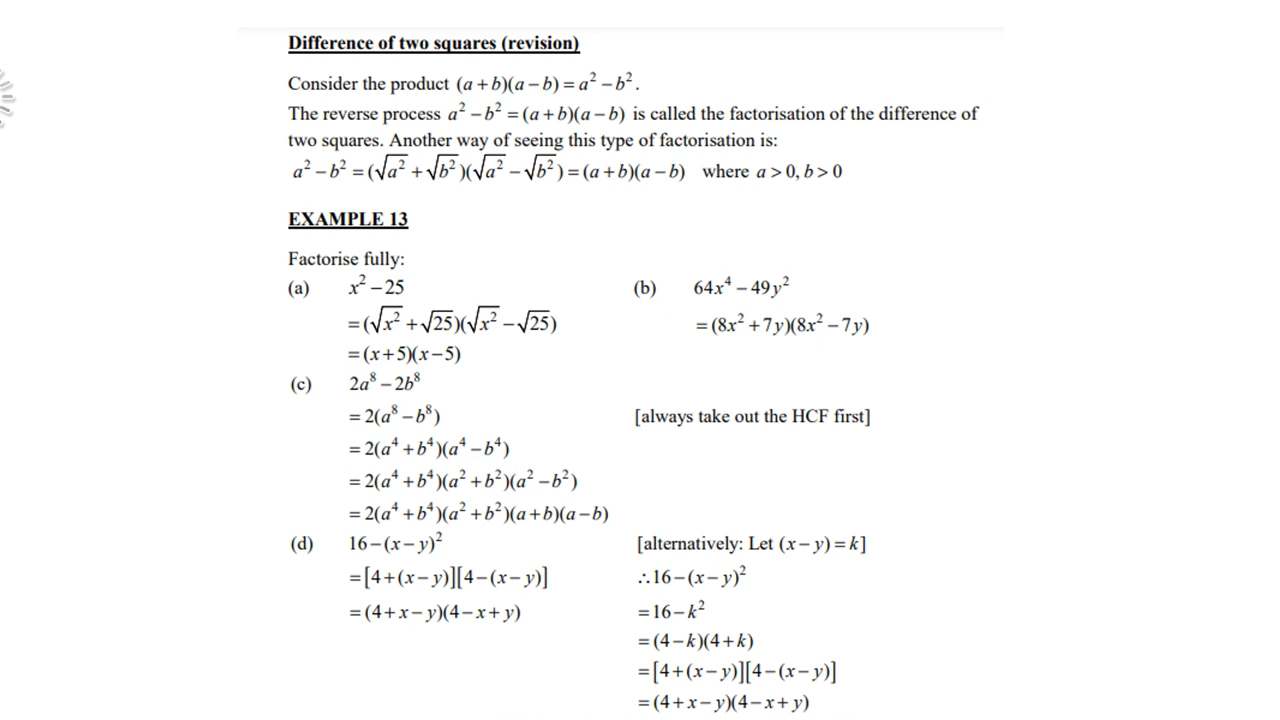 Difference of two squares (revision)
Consider the product (a + b)(a − b) = a² − b².
The reverse process a² − b² = (a + b)(a − b) is called the factorisation of the difference of
two squares. Another way of seeing this type of factorisation is:
a² − b² = (√a² + √b²)(√a² − √b²) = (a + b)(a − b) where a > 0, b > 0
EXAMPLE 13
Factorise fully:
(a) x² − 25 (b) 64x⁴ − 49y²
= (√x² + √25)(√x² − √25) = (8x² + 7y)(8x² − 7y)
= (x + 5)(x − 5)
(c) 2a⁸ − 2b⁸
= 2(a⁸ − b⁸) [always take out the HCF first]
= 2(a⁴ + b⁴)(a⁴ − b⁴)
= 2(a⁴ + b⁴)(a² + b²)(a² − b²)
= 2(a⁴ + b⁴)(a² + b²)(a + b)(a − b)
(d) 16 − (x − y)² [alternatively: Let (x − y) = k]
= [4 + (x − y)][4 − (x − y)] ∴ 16 − (x − y)²
= (4 + x − y)(4 − x + y) = 16 − k²
= (4 − k)(4 + k)
= [4 + (x − y)][4 − (x − y)]
= (4 + x − y)(4 − x + y)